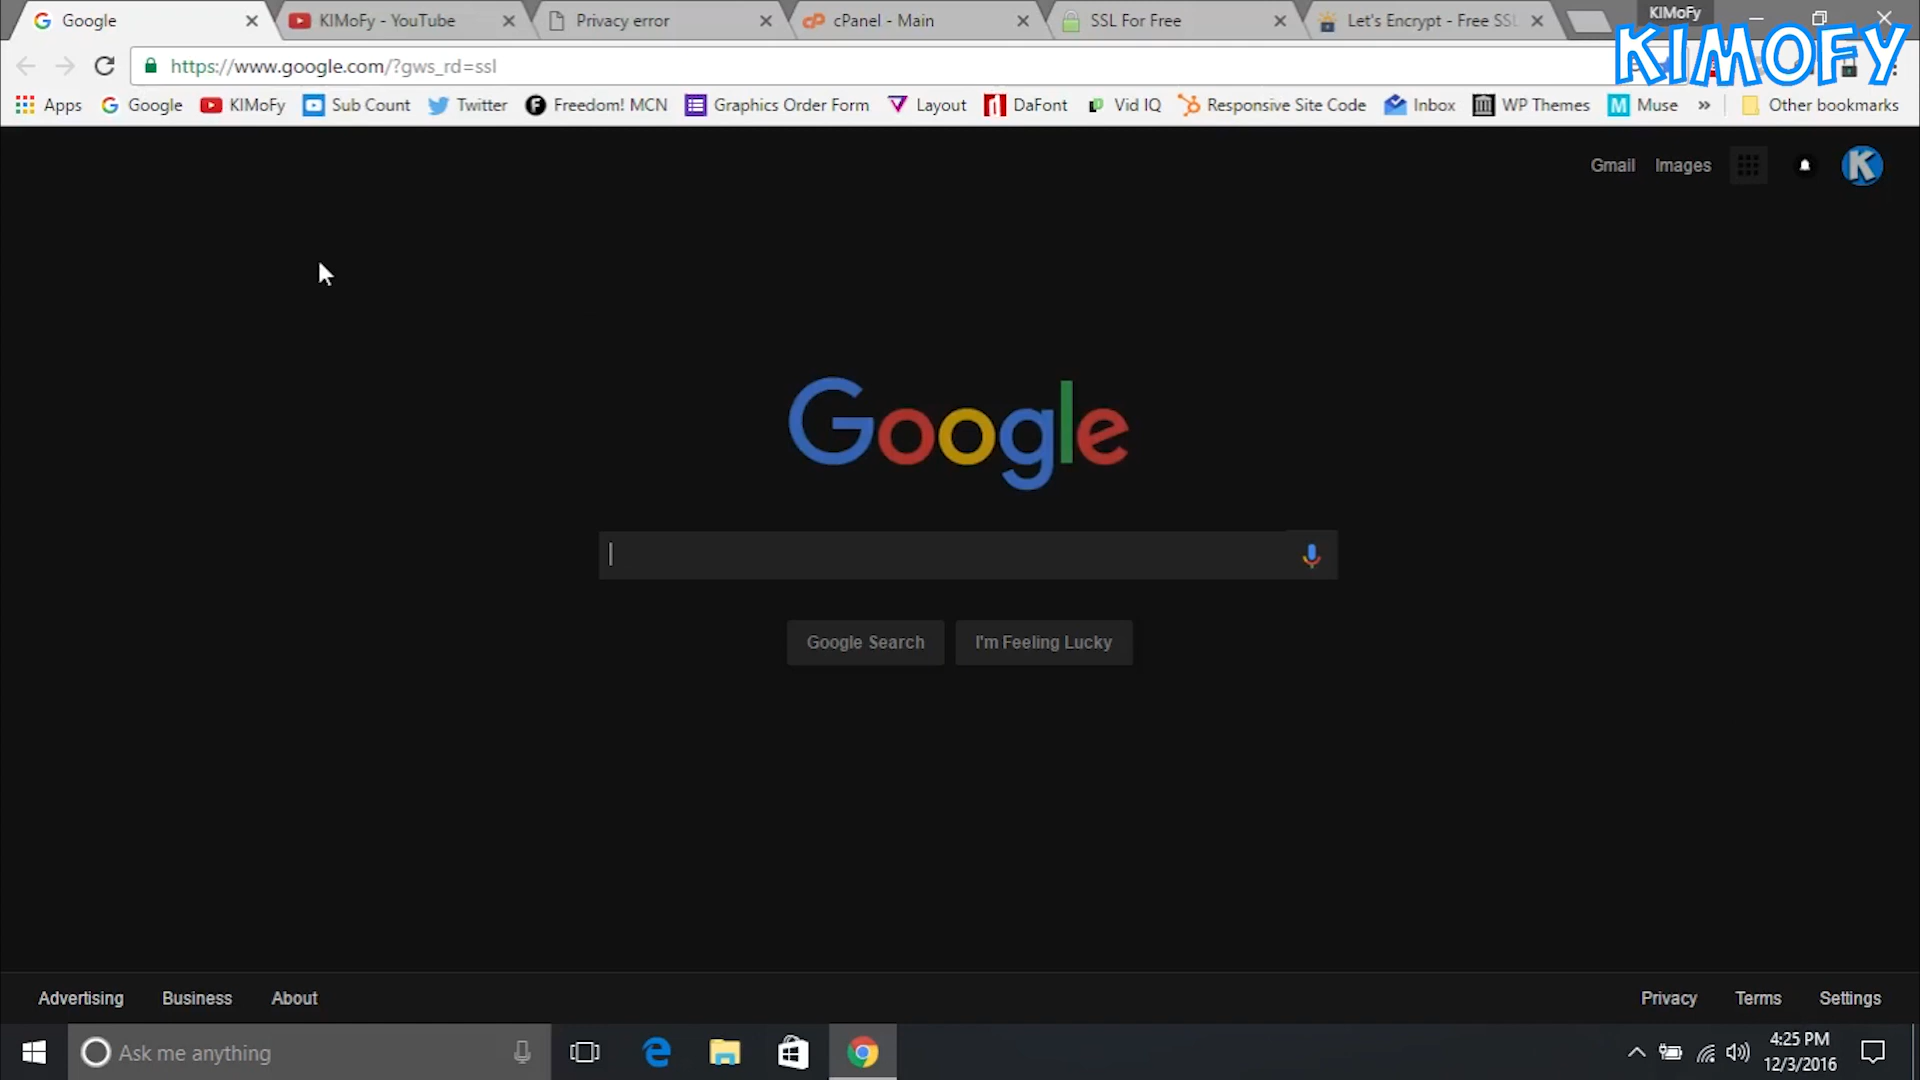 Google
KIMoFy - YouTube
Privacy error
cPanel - Main
SSL For Free
Let's Encrypt - Free SSL
KIMoFy
KIMOFY
https://www.google.com/?gws_rd=ssl
Apps
Google
KIMoFy
Sub Count
Twitter
Freedom! MCN
Graphics Order Form
Layout
DaFont
Vid IQ
Responsive Site Code
Inbox
WP Themes
Muse
»
Other bookmarks
Gmail
Images
K
Google
Google Search
I'm Feeling Lucky
Advertising
Business
About
Privacy
Terms
Settings
Ask me anything
4:25 PM
12/3/2016